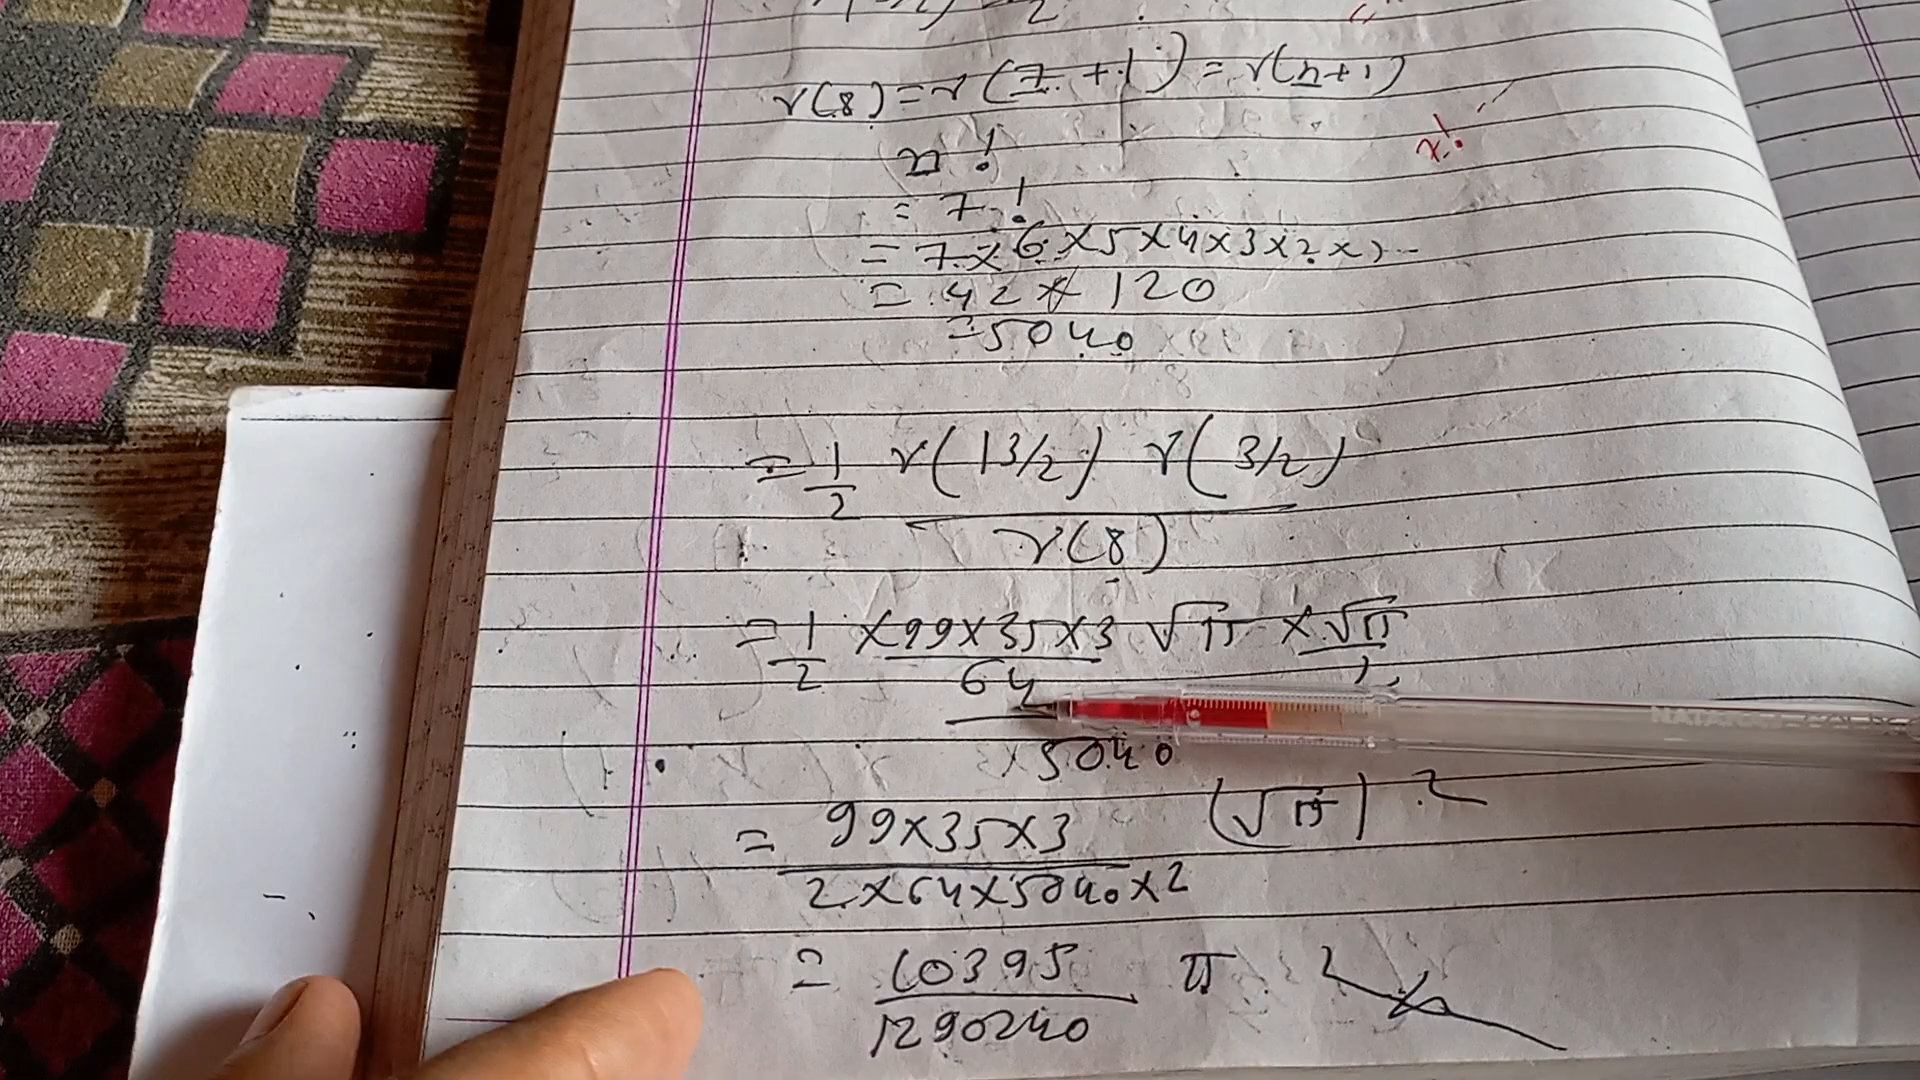 γ(8) = γ(7+1) = γ(n+1)
n!
x!
= 7!
= 7×6×5×4×3×2×1
= 42 × 120
= 5040
= 1/2 γ(13/2) γ(3/2)
γ(8)
= 1/2 × 99×35×3/64 √π × √π/2
5040
= 99×35×3 (√π)²
2×64×5040×2
= 10395 π
1290240